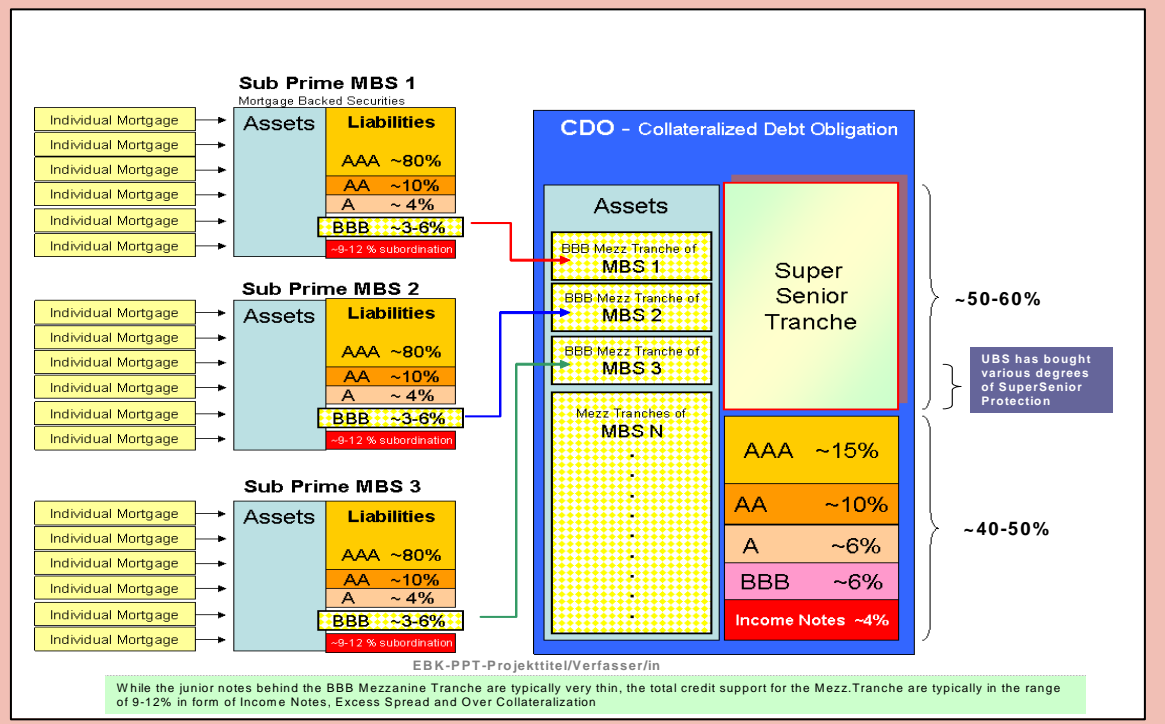 Sub Prime MBS 1
Mortgage Backed Securities
Individual Mortgage
Individual Mortgage
Individual Mortgage
Individual Mortgage
Individual Mortgage
Individual Mortgage
Assets
Liabilities
AAA ~80%
AA ~10%
A ~ 4%
BBB ~3-6%
~9-12 % subordination
Sub Prime MBS 2
Individual Mortgage
Individual Mortgage
Individual Mortgage
Individual Mortgage
Individual Mortgage
Individual Mortgage
Assets
Liabilities
AAA ~80%
AA ~10%
A ~ 4%
BBB ~3-6%
~9-12 % subordination
Sub Prime MBS 3
Individual Mortgage
Individual Mortgage
Individual Mortgage
Individual Mortgage
Individual Mortgage
Individual Mortgage
Assets
Liabilities
AAA ~80%
AA ~10%
A ~ 4%
BBB ~3-6%
~9-12 % subordination
CDO - Collateralized Debt Obligation
Assets
BBB Mezz Tranche of
MBS 1
BBB Mezz Tranche of
MBS 2
BBB Mezz Tranche of
MBS 3
Mezz Tranches of
MBS N
Super
Senior
Tranche
AAA ~15%
AA ~10%
A ~6%
BBB ~6%
Income Notes ~4%
~50-60%
UBS has bought
various degrees
of SuperSenior
Protection
~40-50%
EBK-PPT-Projekttitel/Verfasser/in
While the junior notes behind the BBB Mezzanine Tranche are typically very thin, the total credit support for the Mezz.Tranche are typically in the range
of 9-12% in form of Income Notes, Excess Spread and Over Collateralization